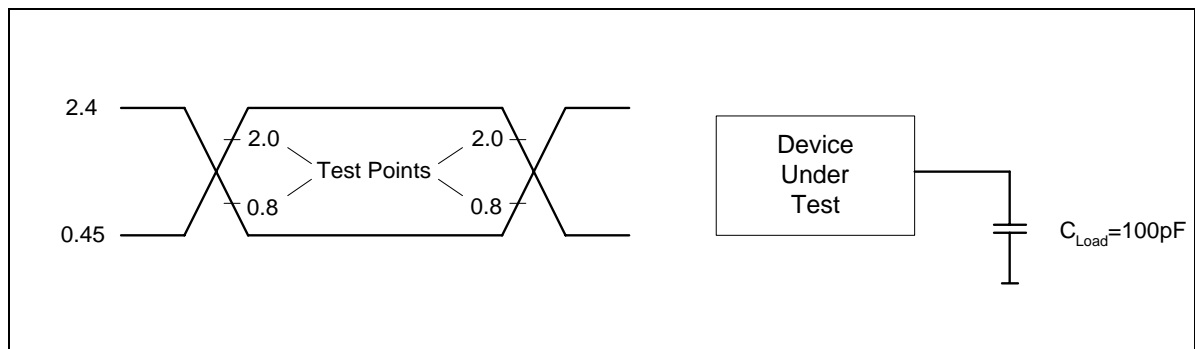 2.4
2.0
2.0
Test Points
0.8
0.8
0.45
Device
Under
Test
CLoad=100pF